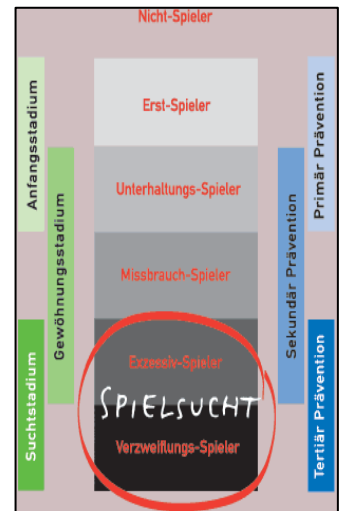 Nicht-Spieler
Erst-Spieler
Unterhaltungs-Spieler
Missbrauch-Spieler
Exzessiv-Spieler
SPIELSUCHT
Verzweiflungs-Spieler
Anfangsstadium
Gewöhnungsstadium
Suchtstadium
Primär Prävention
Sekundär Prävention
Tertiär Prävention